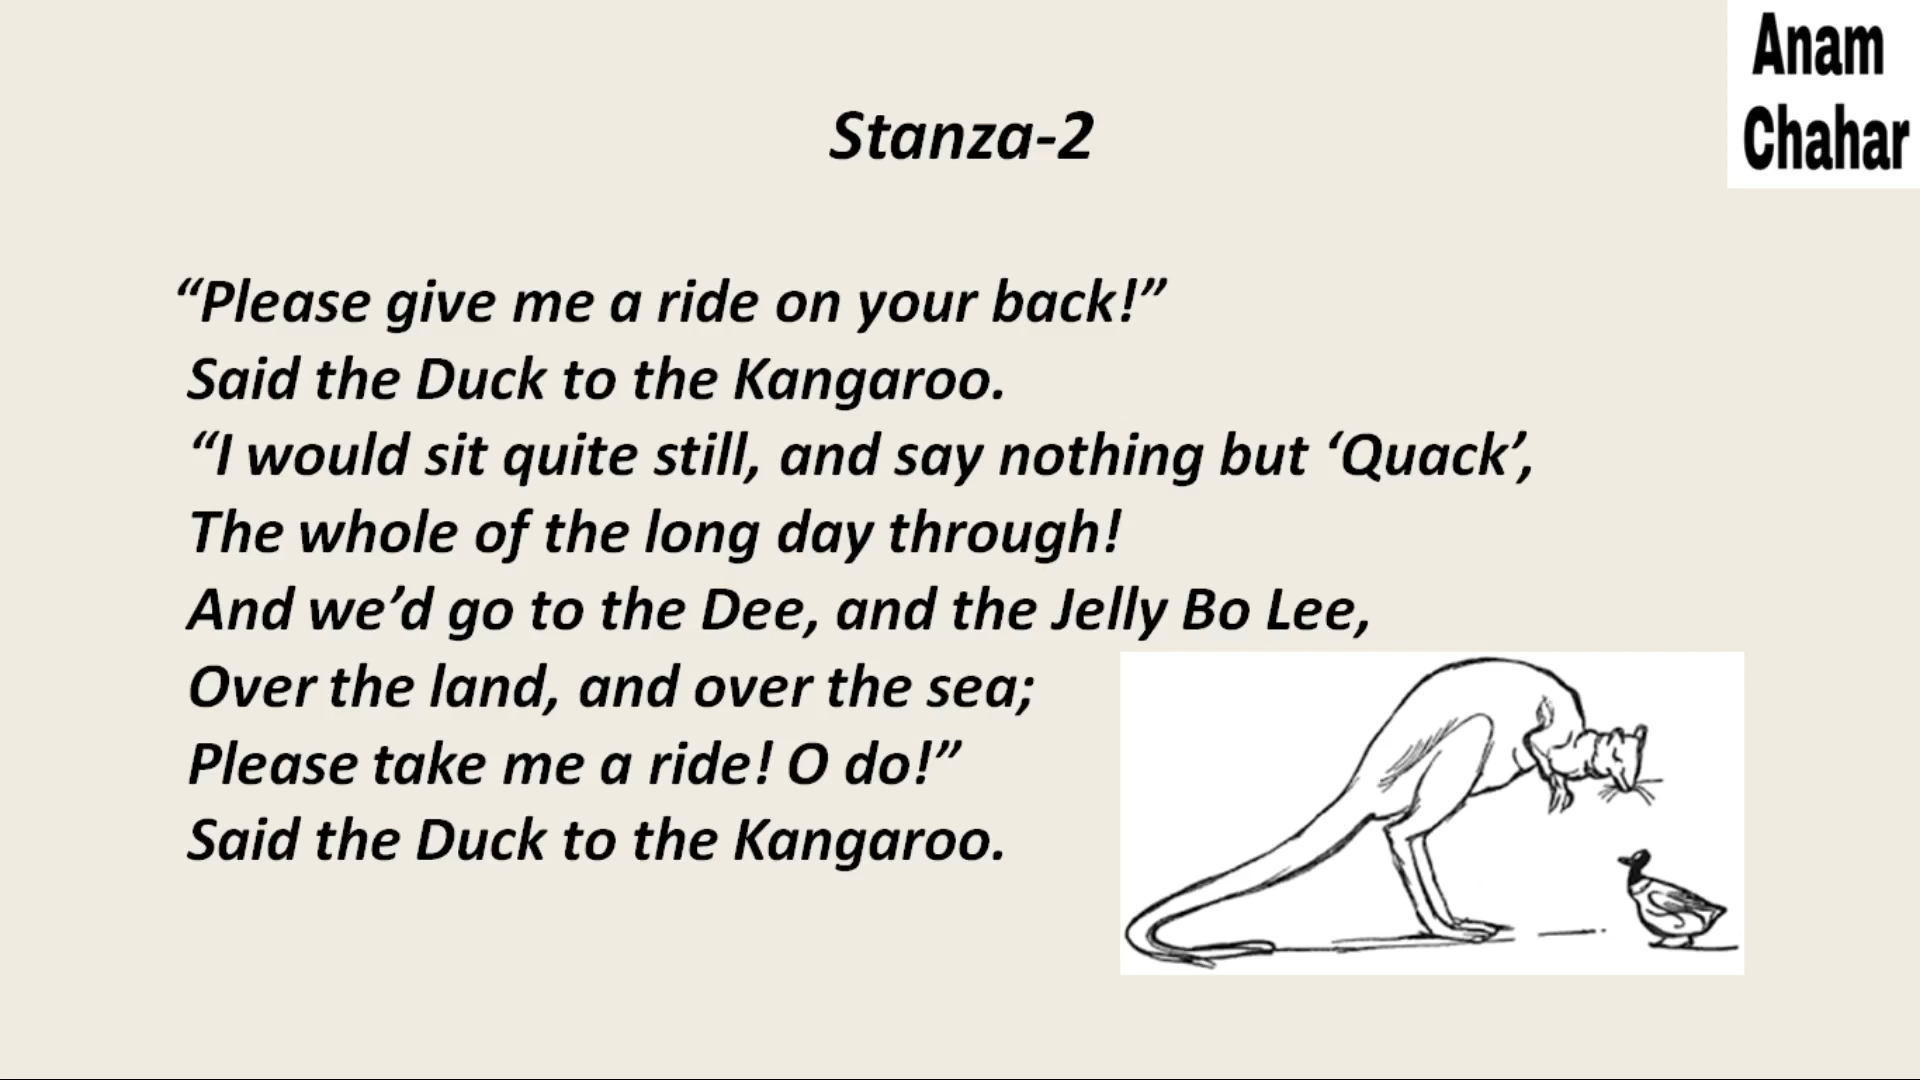 Anam
Chahar
Stanza-2
“Please give me a ride on your back!”
Said the Duck to the Kangaroo.
“I would sit quite still, and say nothing but ‘Quack’,
The whole of the long day through!
And we’d go to the Dee, and the Jelly Bo Lee,
Over the land, and over the sea;
Please take me a ride! O do!”
Said the Duck to the Kangaroo.